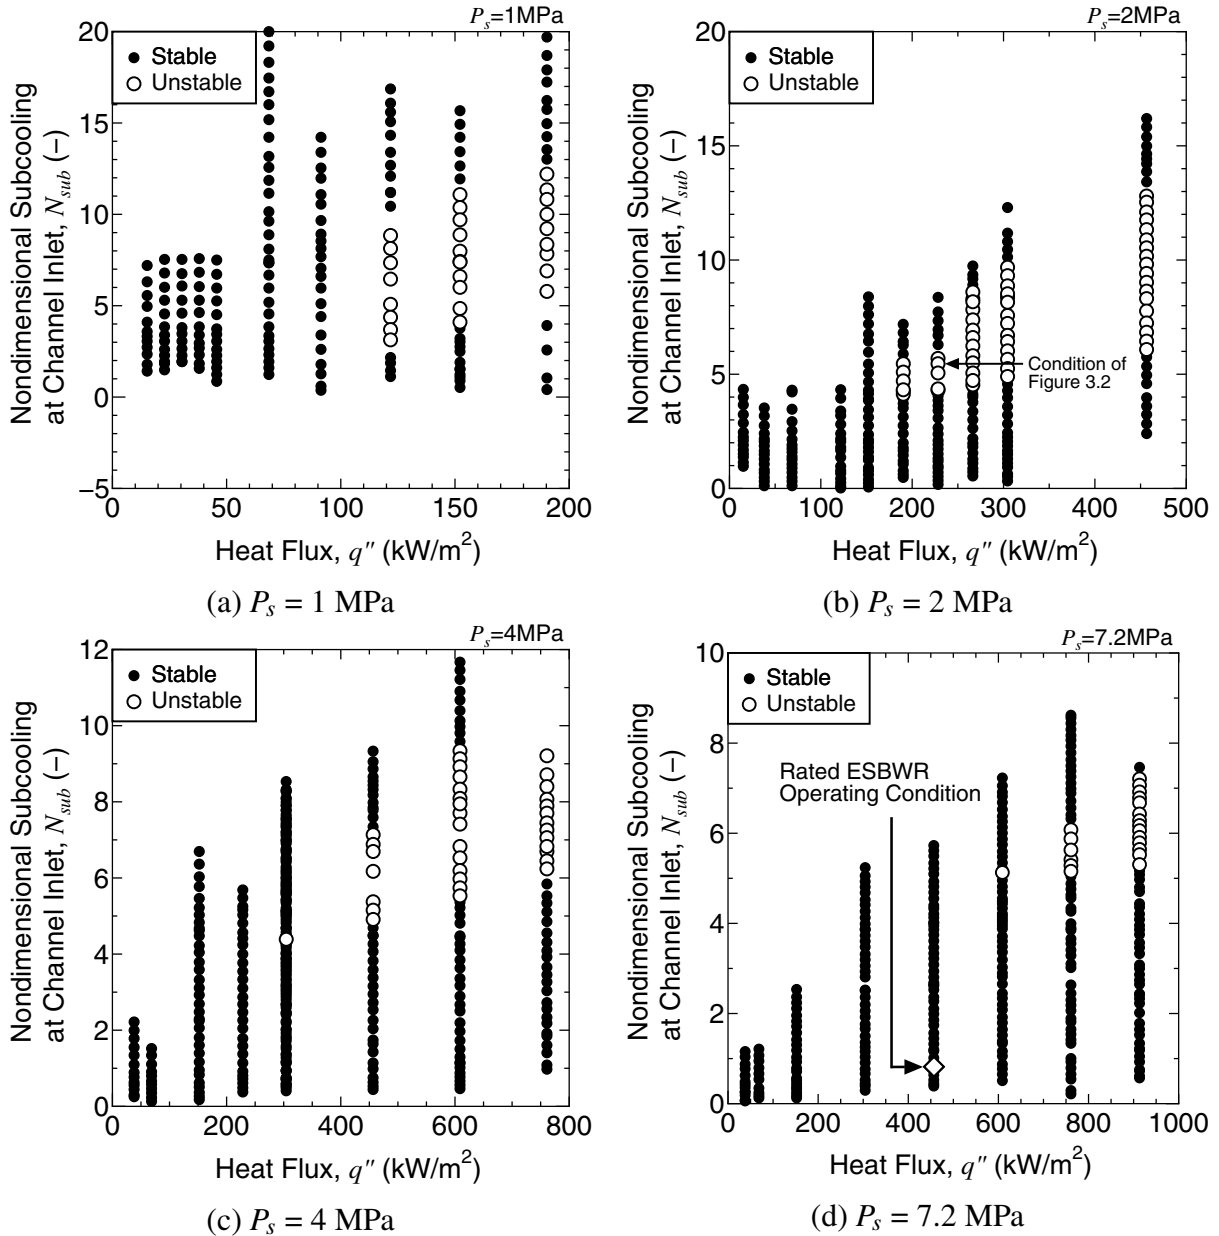 P_s=1MPa
20
15
10
5
0
−5
Stable
Unstable
Nondimensional Subcooling
at Channel Inlet, N_sub (−)
0
50
100
150
200
Heat Flux, q″ (kW/m²)
(a) P_s = 1 MPa
P_s=2MPa
20
15
10
5
0
Stable
Unstable
Nondimensional Subcooling
at Channel Inlet, N_sub (−)
Condition of
Figure 3.2
0
100
200
300
400
500
Heat Flux, q″ (kW/m²)
(b) P_s = 2 MPa
P_s=4MPa
12
10
8
6
4
2
0
Stable
Unstable
Nondimensional Subcooling
at Channel Inlet, N_sub (−)
0
200
400
600
800
Heat Flux, q″ (kW/m²)
(c) P_s = 4 MPa
P_s=7.2MPa
10
8
6
4
2
0
Stable
Unstable
Nondimensional Subcooling
at Channel Inlet, N_sub (−)
Rated ESBWR
Operating Condition
0
200
400
600
800
1000
Heat Flux, q″ (kW/m²)
(d) P_s = 7.2 MPa